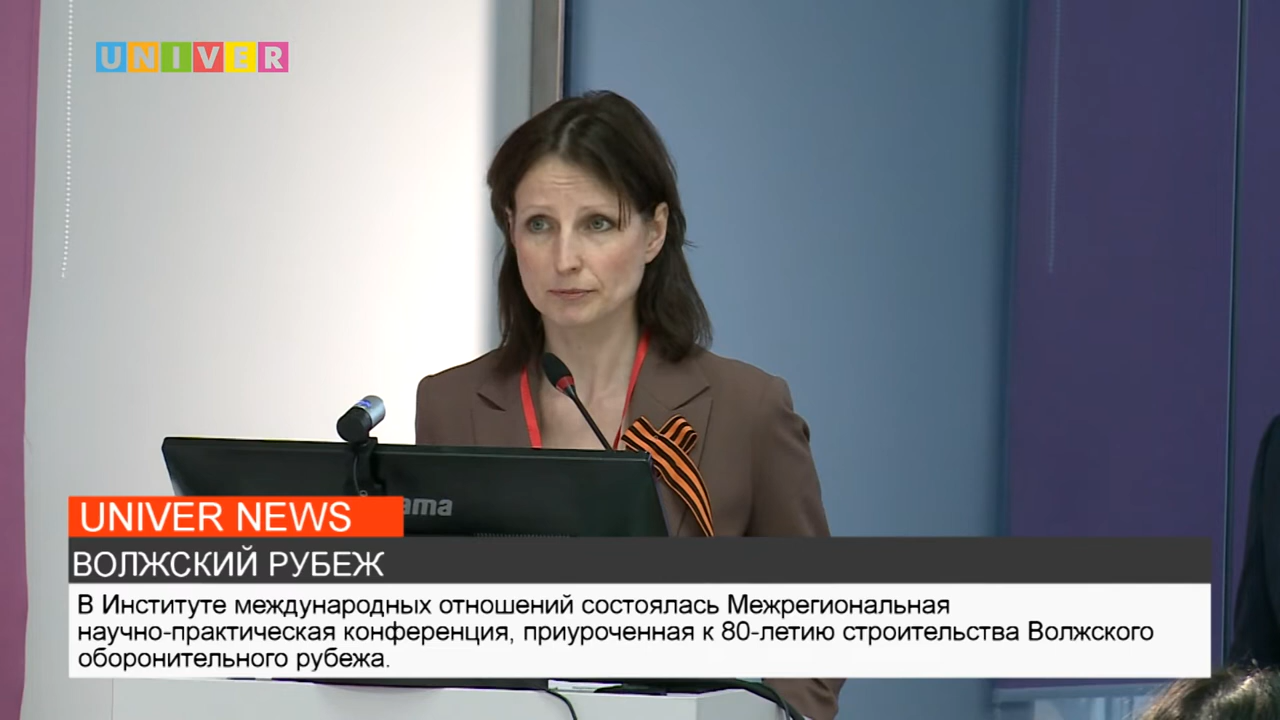 UNIVER
ama
UNIVER NEWS
ВОЛЖСКИЙ РУБЕЖ
В Институте международных отношений состоялась Межрегиональная
научно-практическая конференция, приуроченная к 80-летию строительства Волжского
оборонительного рубежа.